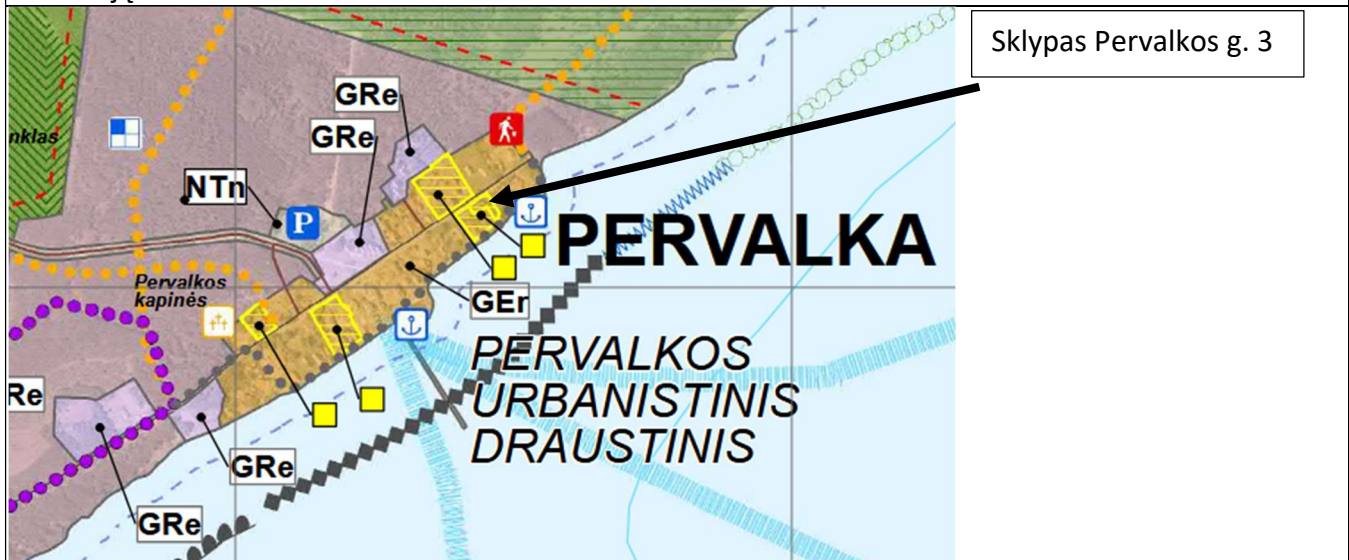 Sklypas Pervalkos g. 3
GRe
GRe
nklas
NTn
P
PERVALKA
Pervalkos
kapinės
GEr
PERVALKOS
URBANISTINIS
DRAUSTINIS
Re
GRe
GRe